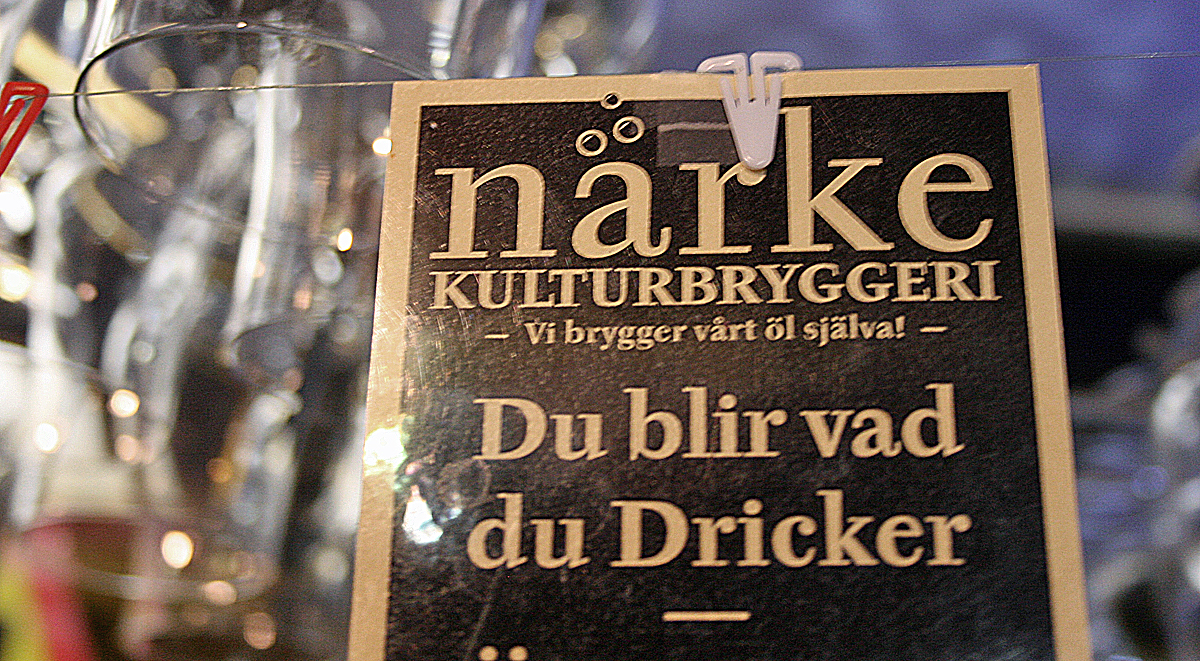 närke
KULTURBRYGGERI
– Vi brygger vårt öl själva! –
Du blir vad
du Dricker
—